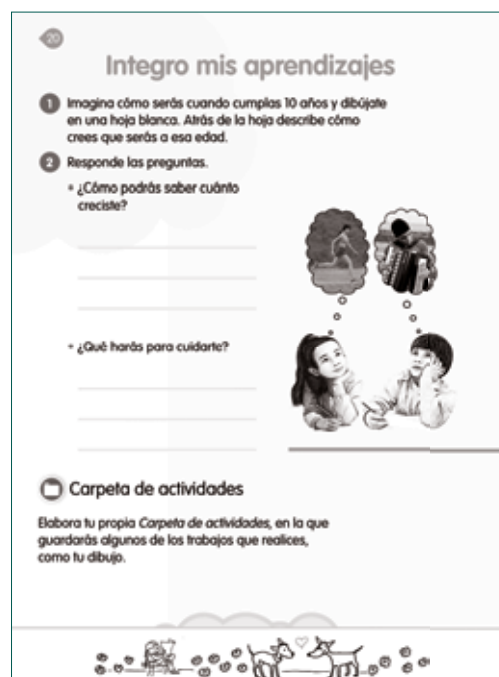 20
Integro mis aprendizajes
1 Imagina cómo serás cuando cumplas 10 años y dibújate
en una hoja blanca. Atrás de la hoja describe cómo
crees que serás a esa edad.
2 Responde las preguntas.
• ¿Cómo podrás saber cuánto
creciste?
• ¿Qué harás para cuidarte?
Carpeta de actividades
Elabora tu propia Carpeta de actividades, en la que
guardarás algunos de los trabajos que realices,
como tu dibujo.